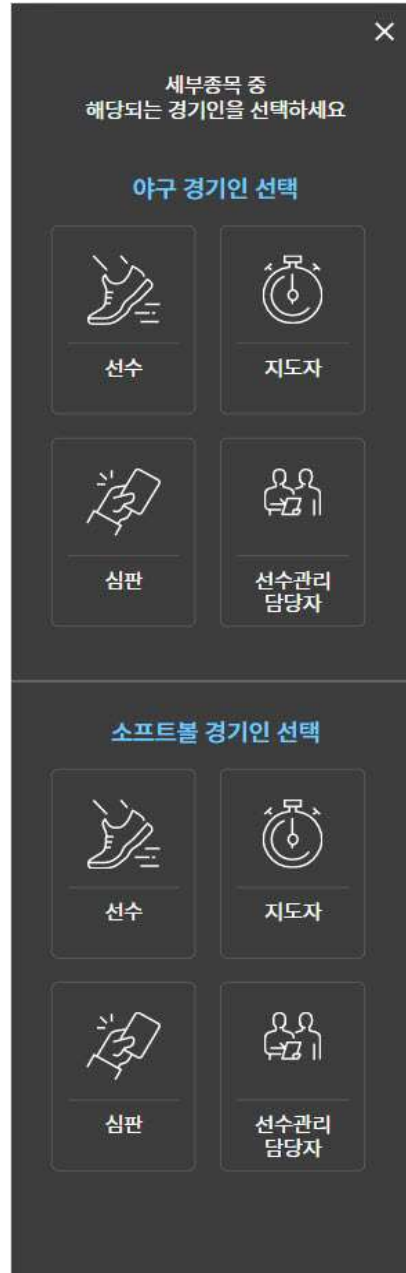 세부종목 중
해당되는 경기인을 선택하세요
야구 경기인 선택
선수
지도자
심판
선수관리
담당자
소프트볼 경기인 선택
선수
지도자
심판
선수관리
담당자